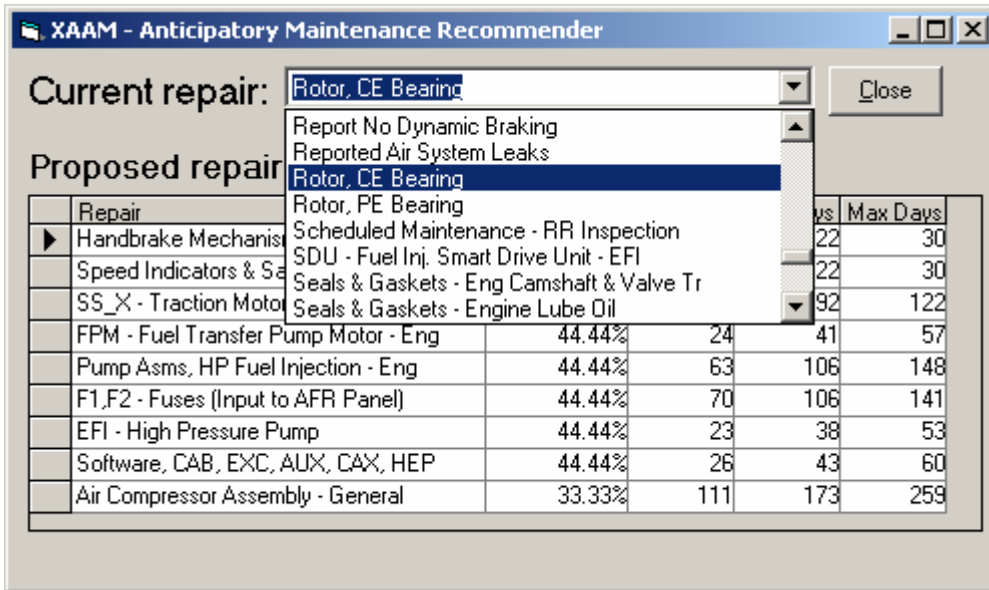 XAAM - Anticipatory Maintenance Recommender
Current repair: Rotor, CE Bearing Close
Report No Dynamic Braking
Reported Air System Leaks
Rotor, CE Bearing
Rotor, PE Bearing
Scheduled Maintenance - RR Inspection
SDU - Fuel Inj. Smart Drive Unit - EFI
Seals & Gaskets - Eng Camshaft & Valve Tr
Seals & Gaskets - Engine Lube Oil
Proposed repair
Repair ys Max Days
Handbrake Mechanis 22 30
Speed Indicators & Sa 22 30
SS_X - Traction Motor 92 122
FPM - Fuel Transfer Pump Motor - Eng 44.44% 24 41 57
Pump Asms, HP Fuel Injection - Eng 44.44% 63 106 148
F1,F2 - Fuses (Input to AFR Panel) 44.44% 70 106 141
EFI - High Pressure Pump 44.44% 23 38 53
Software, CAB, EXC, AUX, CAX, HEP 44.44% 26 43 60
Air Compressor Assembly - General 33.33% 111 173 259